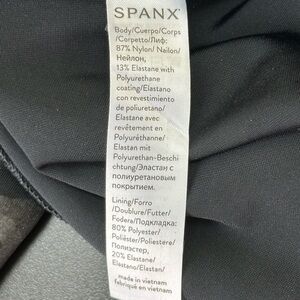 SPANX®
Body/Cuerpo/Corps
/Corpetto/Лиф:
87% Nylon/ Nailon/
Нейлон,
13% Elastane with
Polyurethane
coating/Elastano
con revestimiento
de poliuretano/
Elastane avec
revêtement en
Polyuréthanne/
Elastan mit
Polyurethan-Beschi
chtung/Эластан с
полиуретановым
покрытием.
Lining/Forro
/Doublure/Futter/
Fodera/Подкладка:
80% Polyester/
Poliéster/Poliestere/
Полиэстер,
20% Elastane/
Elastano/Elastan/
made in vietnam
fabriqué en vietnam